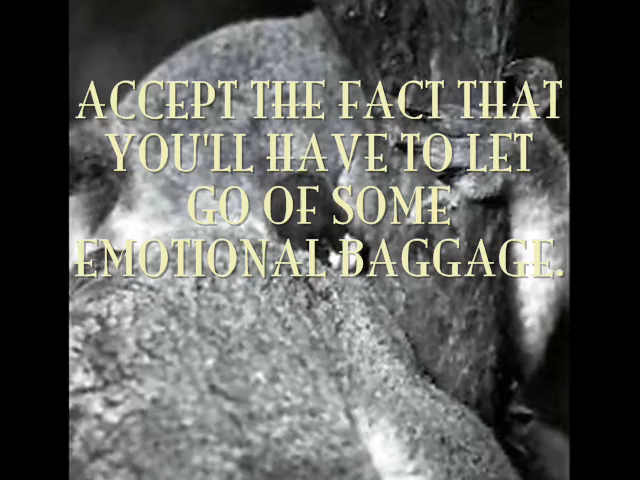 ACCEPT THE FACT THAT
YOU'LL HAVE TO LET
GO OF SOME
EMOTIONAL BAGGAGE.